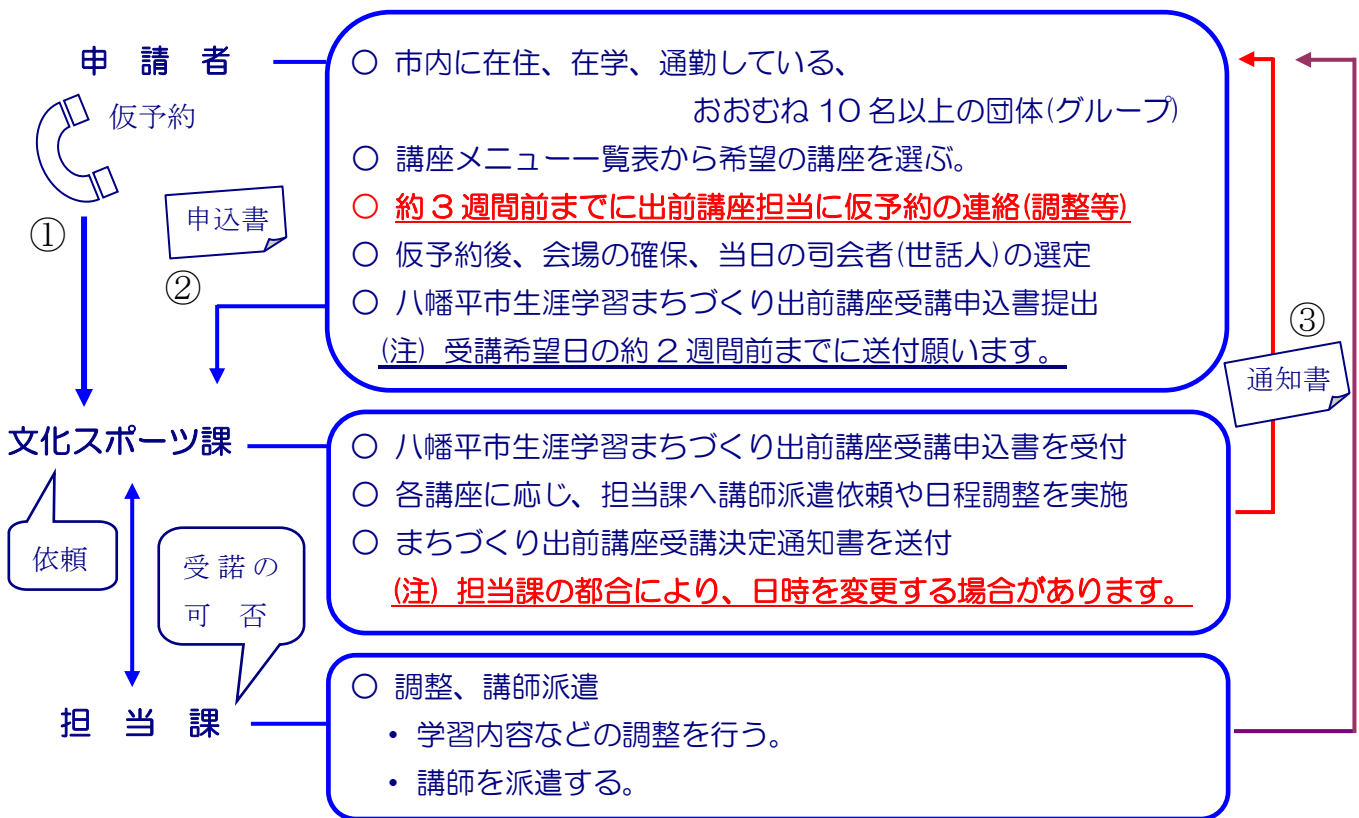 申 請 者
仮予約
①
申込書
②
〇 市内に在住、在学、通勤している、
おおむね 10 名以上の団体(グループ)
〇 講座メニュー一覧表から希望の講座を選ぶ。
〇 約 3 週間前までに出前講座担当に仮予約の連絡(調整等)
〇 仮予約後、会場の確保、当日の司会者(世話人)の選定
〇 八幡平市生涯学習まちづくり出前講座受講申込書提出
(注) 受講希望日の約 2 週間前までに送付願います。
③
通知書
文化スポーツ課
依頼
受諾の
可 否
〇 八幡平市生涯学習まちづくり出前講座受講申込書を受付
〇 各講座に応じ、担当課へ講師派遣依頼や日程調整を実施
〇 まちづくり出前講座受講決定通知書を送付
(注) 担当課の都合により、日時を変更する場合があります。
担 当 課
〇 調整、講師派遣
・ 学習内容などの調整を行う。
・ 講師を派遣する。